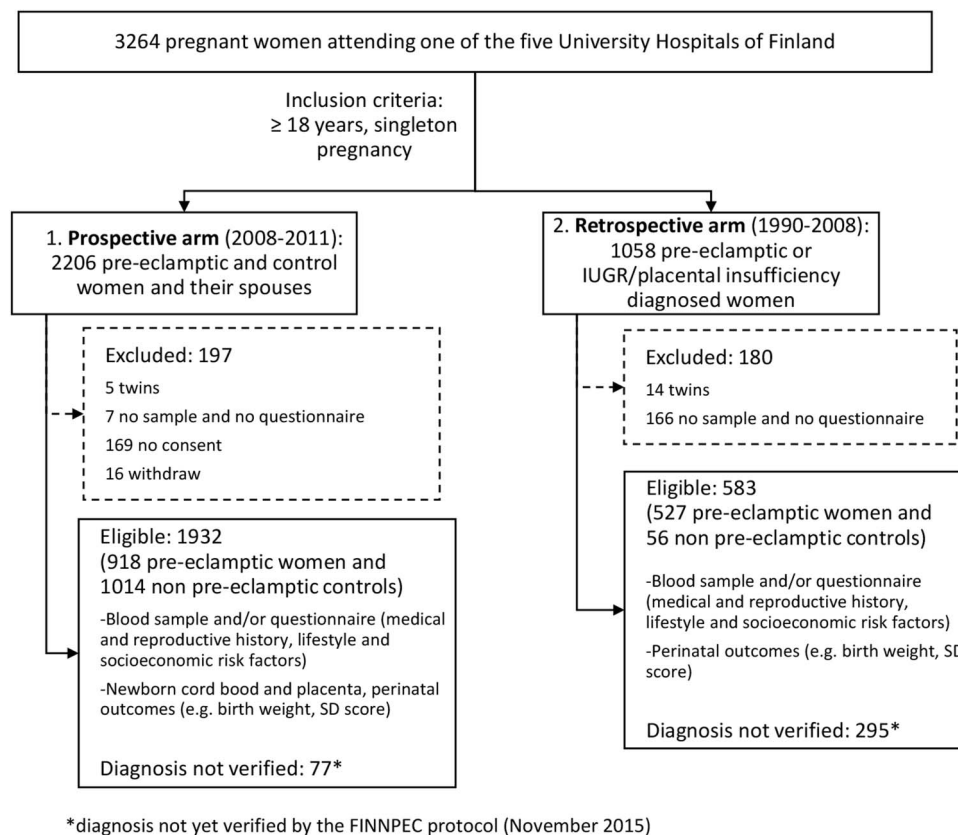 3264 pregnant women attending one of the five University Hospitals of Finland
Inclusion criteria:
≥ 18 years, singleton
pregnancy
1. Prospective arm (2008-2011):
2206 pre-eclamptic and control
women and their spouses
Excluded: 197
5 twins
7 no sample and no questionnaire
169 no consent
16 withdraw
Eligible: 1932
(918 pre-eclamptic women and
1014 non pre-eclamptic controls)
-Blood sample and/or questionnaire (medical
and reproductive history, lifestyle and
socioeconomic risk factors)
-Newborn cord bood and placenta, perinatal
outcomes (e.g. birth weight, SD score)
Diagnosis not verified: 77*
2. Retrospective arm (1990-2008):
1058 pre-eclamptic or
IUGR/placental insufficiency
diagnosed women
Excluded: 180
14 twins
166 no sample and no questionnaire
Eligible: 583
(527 pre-eclamptic women and
56 non pre-eclamptic controls)
-Blood sample and/or questionnaire
(medical and reproductive history,
lifestyle and socioeconomic risk factors)
-Perinatal outcomes (e.g. birth weight, SD
score)
Diagnosis not verified: 295*
*diagnosis not yet verified by the FINNPEC protocol (November 2015)